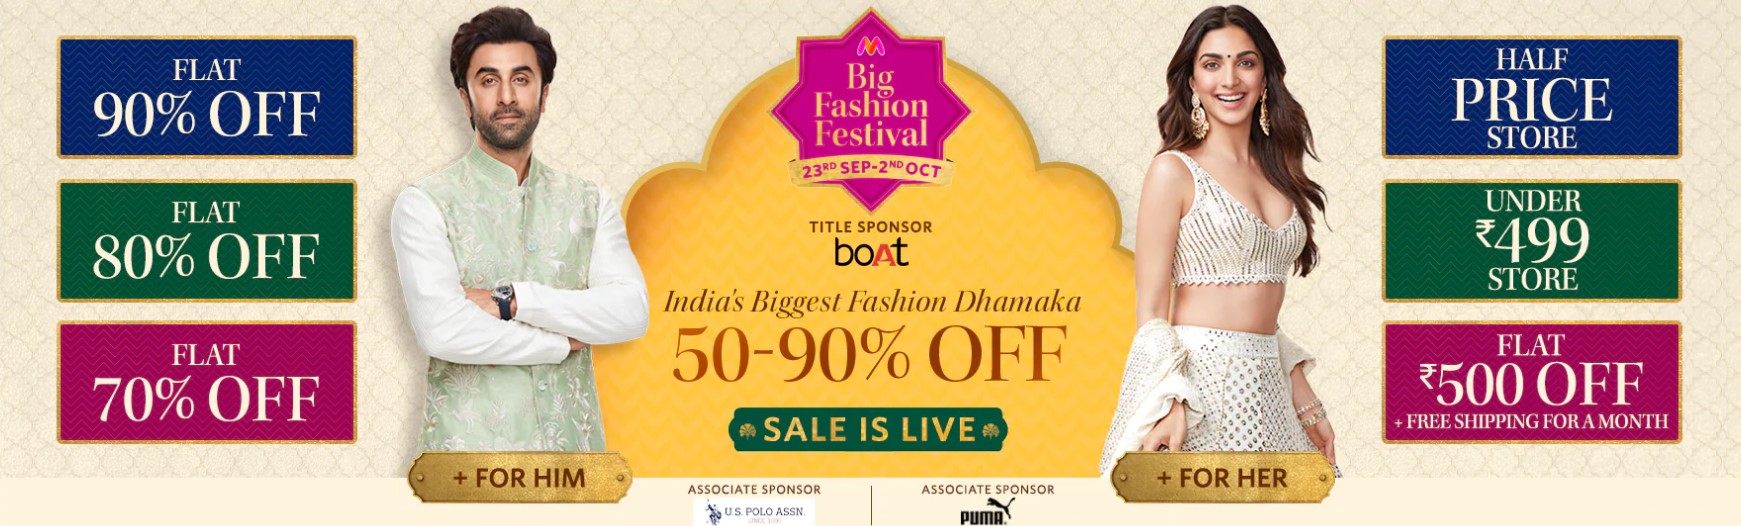 FLAT
90% OFF
FLAT
80% OFF
FLAT
70% OFF
Big
Fashion
Festival
23RD SEP-2ND OCT
TITLE SPONSOR
boAt
India's Biggest Fashion Dhamaka
50-90% OFF
SALE IS LIVE
+ FOR HIM
+ FOR HER
ASSOCIATE SPONSOR
U.S. POLO ASSN.
SINCE 1890
ASSOCIATE SPONSOR
PUMA
HALF
PRICE
STORE
UNDER
₹499
STORE
FLAT
₹500 OFF
+ FREE SHIPPING FOR A MONTH